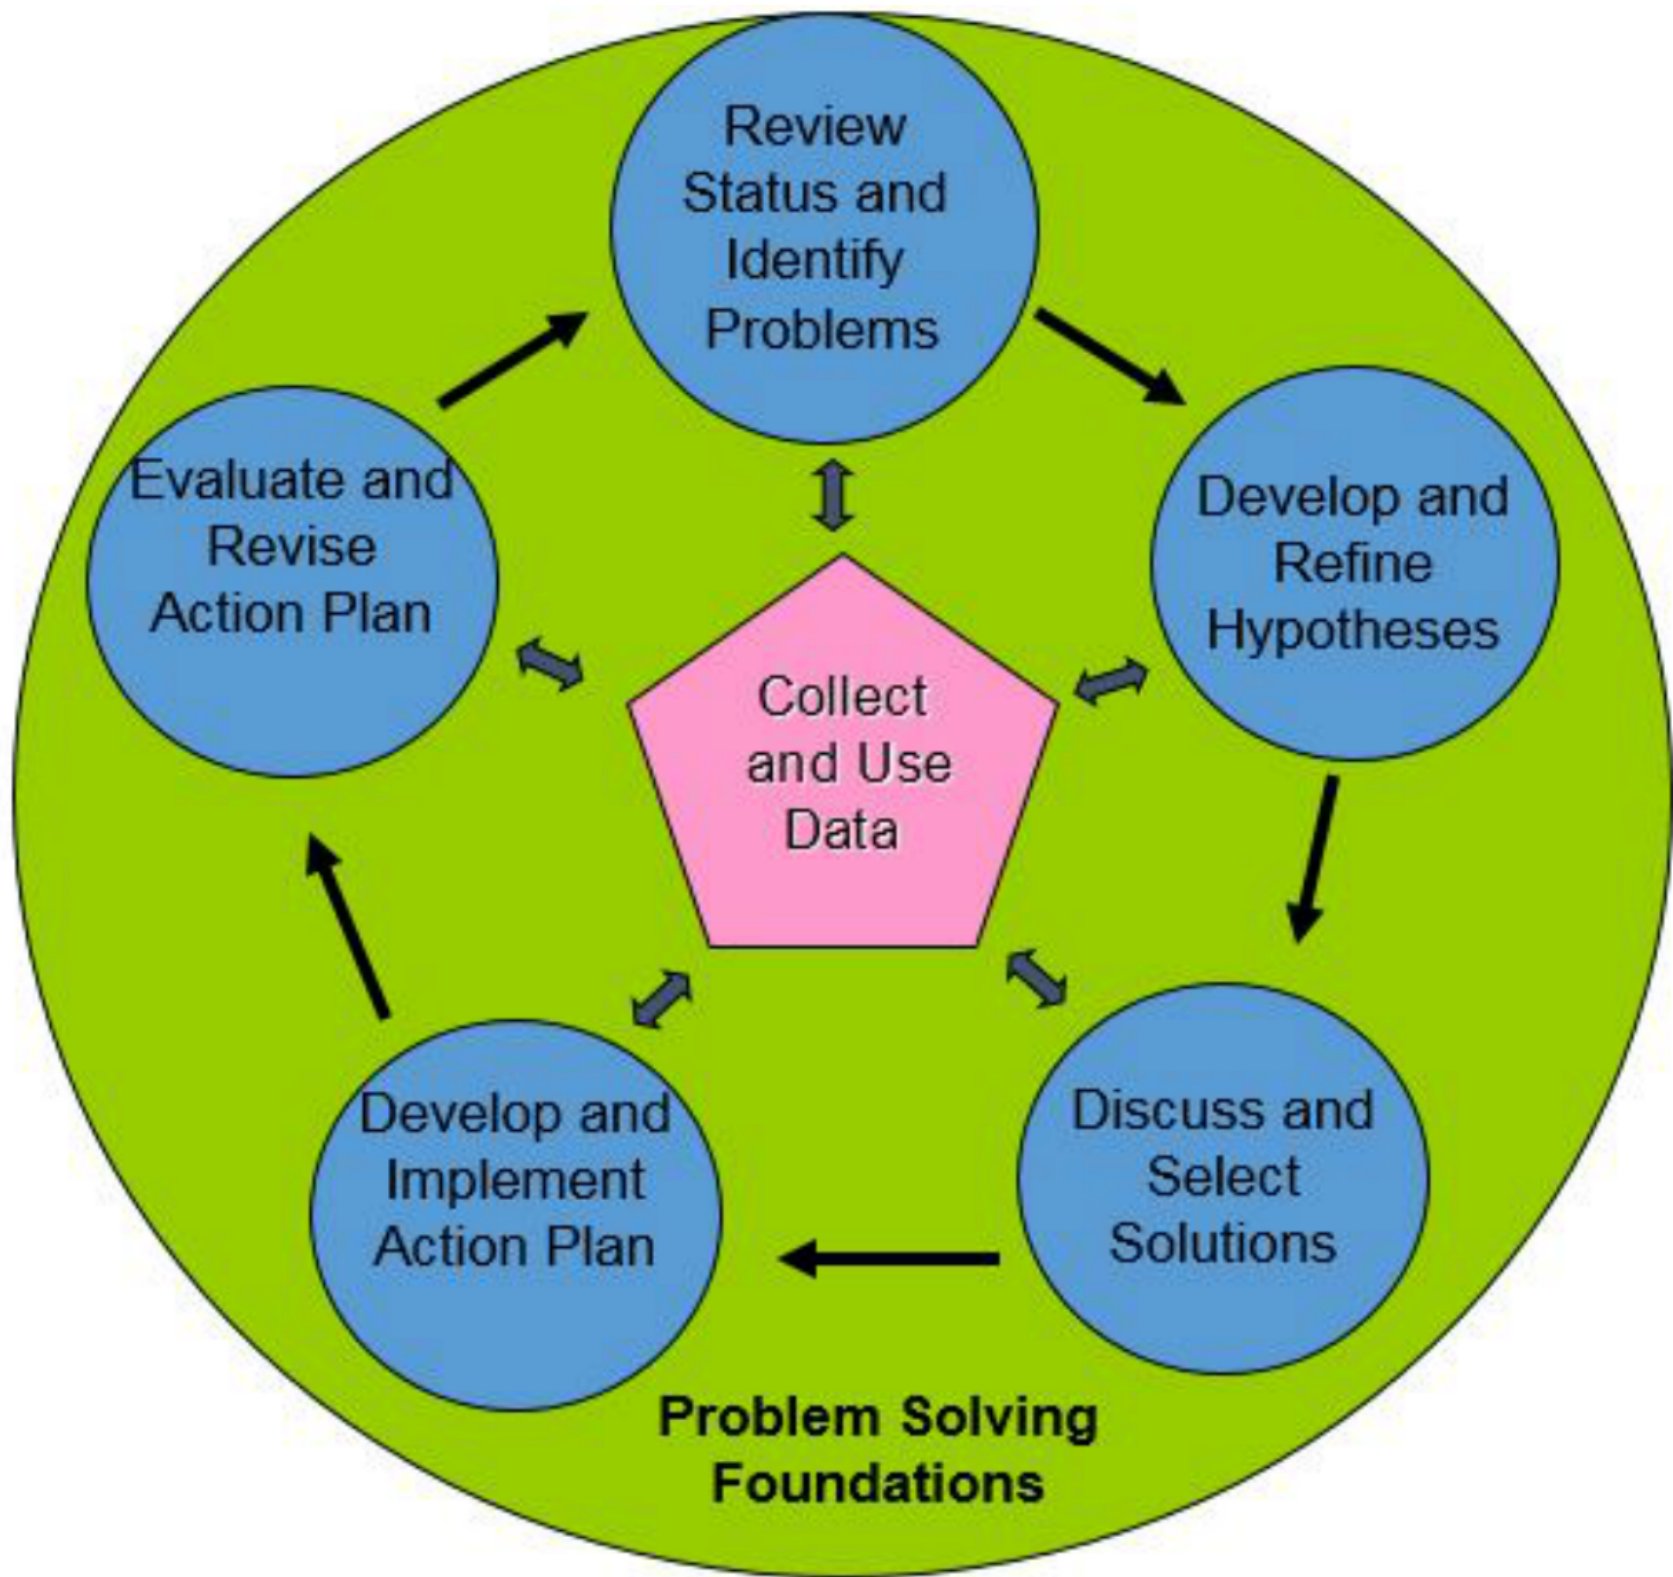 Review
Status and
Identify
Problems
Develop and
Refine
Hypotheses
Discuss and
Select
Solutions
Develop and
Implement
Action Plan
Evaluate and
Revise
Action Plan
Collect
and Use
Data
Problem Solving
Foundations